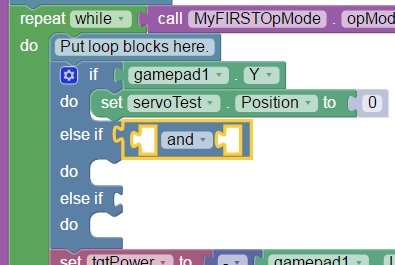 repeat while call MyFIRSTOpMode . opMod
do Put loop blocks here.
if gamepad1 . Y
do set servoTest . Position to 0
else if and
do
else if
do
set tgtPower to - gamepad1 .